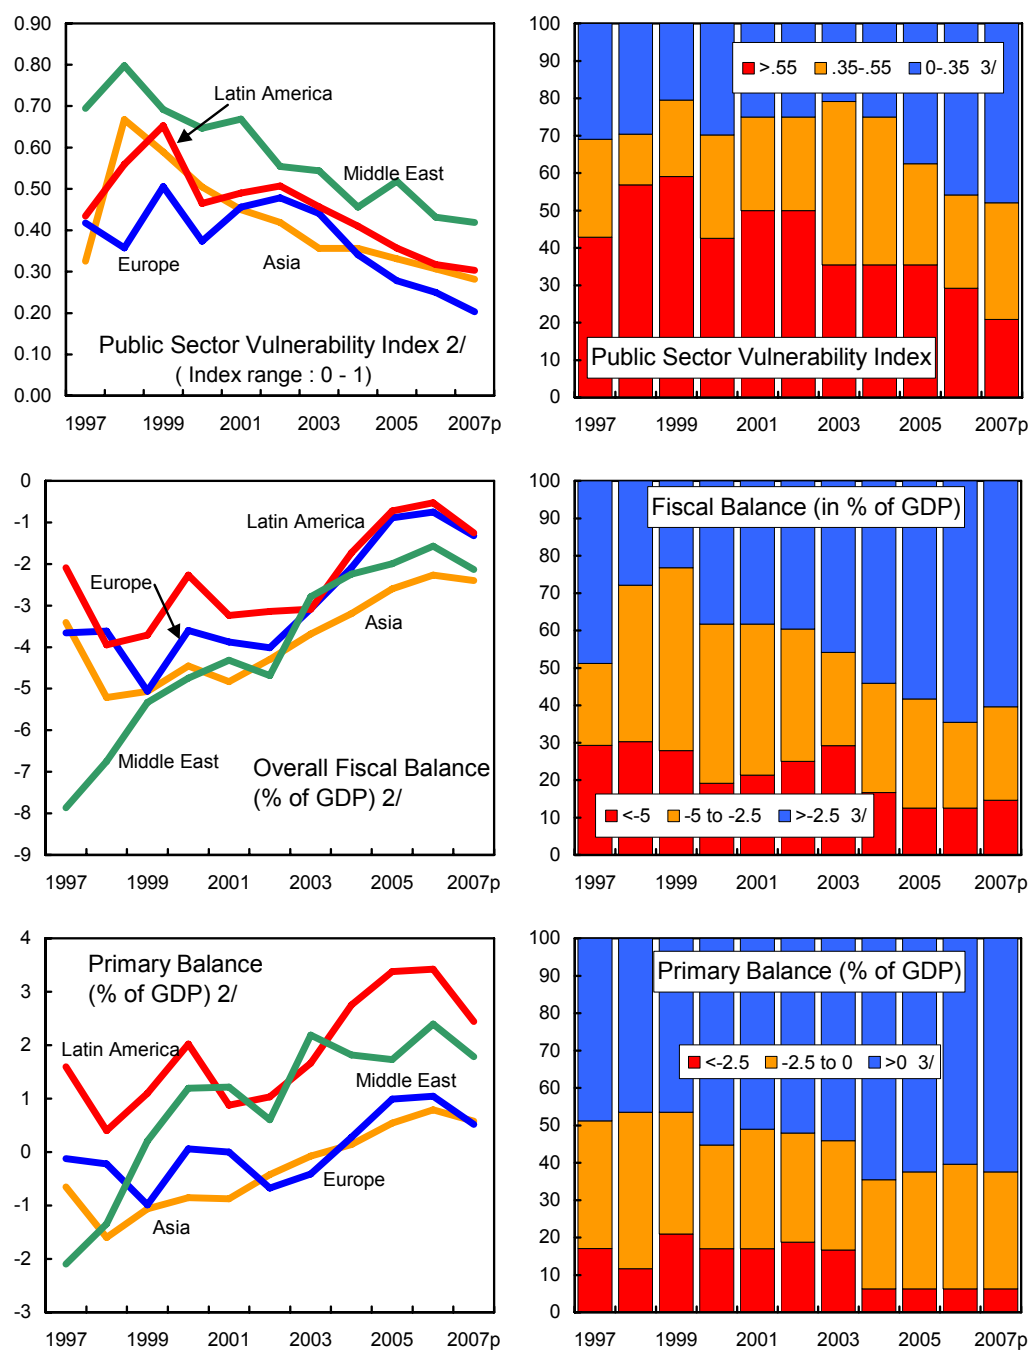 0.90
0.80
0.70
0.60
0.50
0.40
0.30
0.20
0.10
0.00
Latin America
Middle East
Europe
Asia
Public Sector Vulnerability Index 2/
( Index range : 0 - 1)
1997 1999 2001 2003 2005 2007p
100
90
80
70
60
50
40
30
20
10
0
>.55 .35-.55 0-.35 3/
Public Sector Vulnerability Index
1997 1999 2001 2003 2005 2007p
0
-1
-2
-3
-4
-5
-6
-7
-8
-9
Latin America
Europe
Asia
Middle East
Overall Fiscal Balance
(% of GDP) 2/
1997 1999 2001 2003 2005 2007p
100
90
80
70
60
50
40
30
20
10
0
Fiscal Balance (in % of GDP)
<-5 -5 to -2.5 >-2.5 3/
1997 1999 2001 2003 2005 2007p
4
3
2
1
0
-1
-2
-3
Primary Balance
(% of GDP) 2/
Latin America
Middle East
Europe
Asia
1997 1999 2001 2003 2005 2007p
100
90
80
70
60
50
40
30
20
10
0
Primary Balance (% of GDP)
<-2.5 -2.5 to 0 >0 3/
1997 1999 2001 2003 2005 2007p